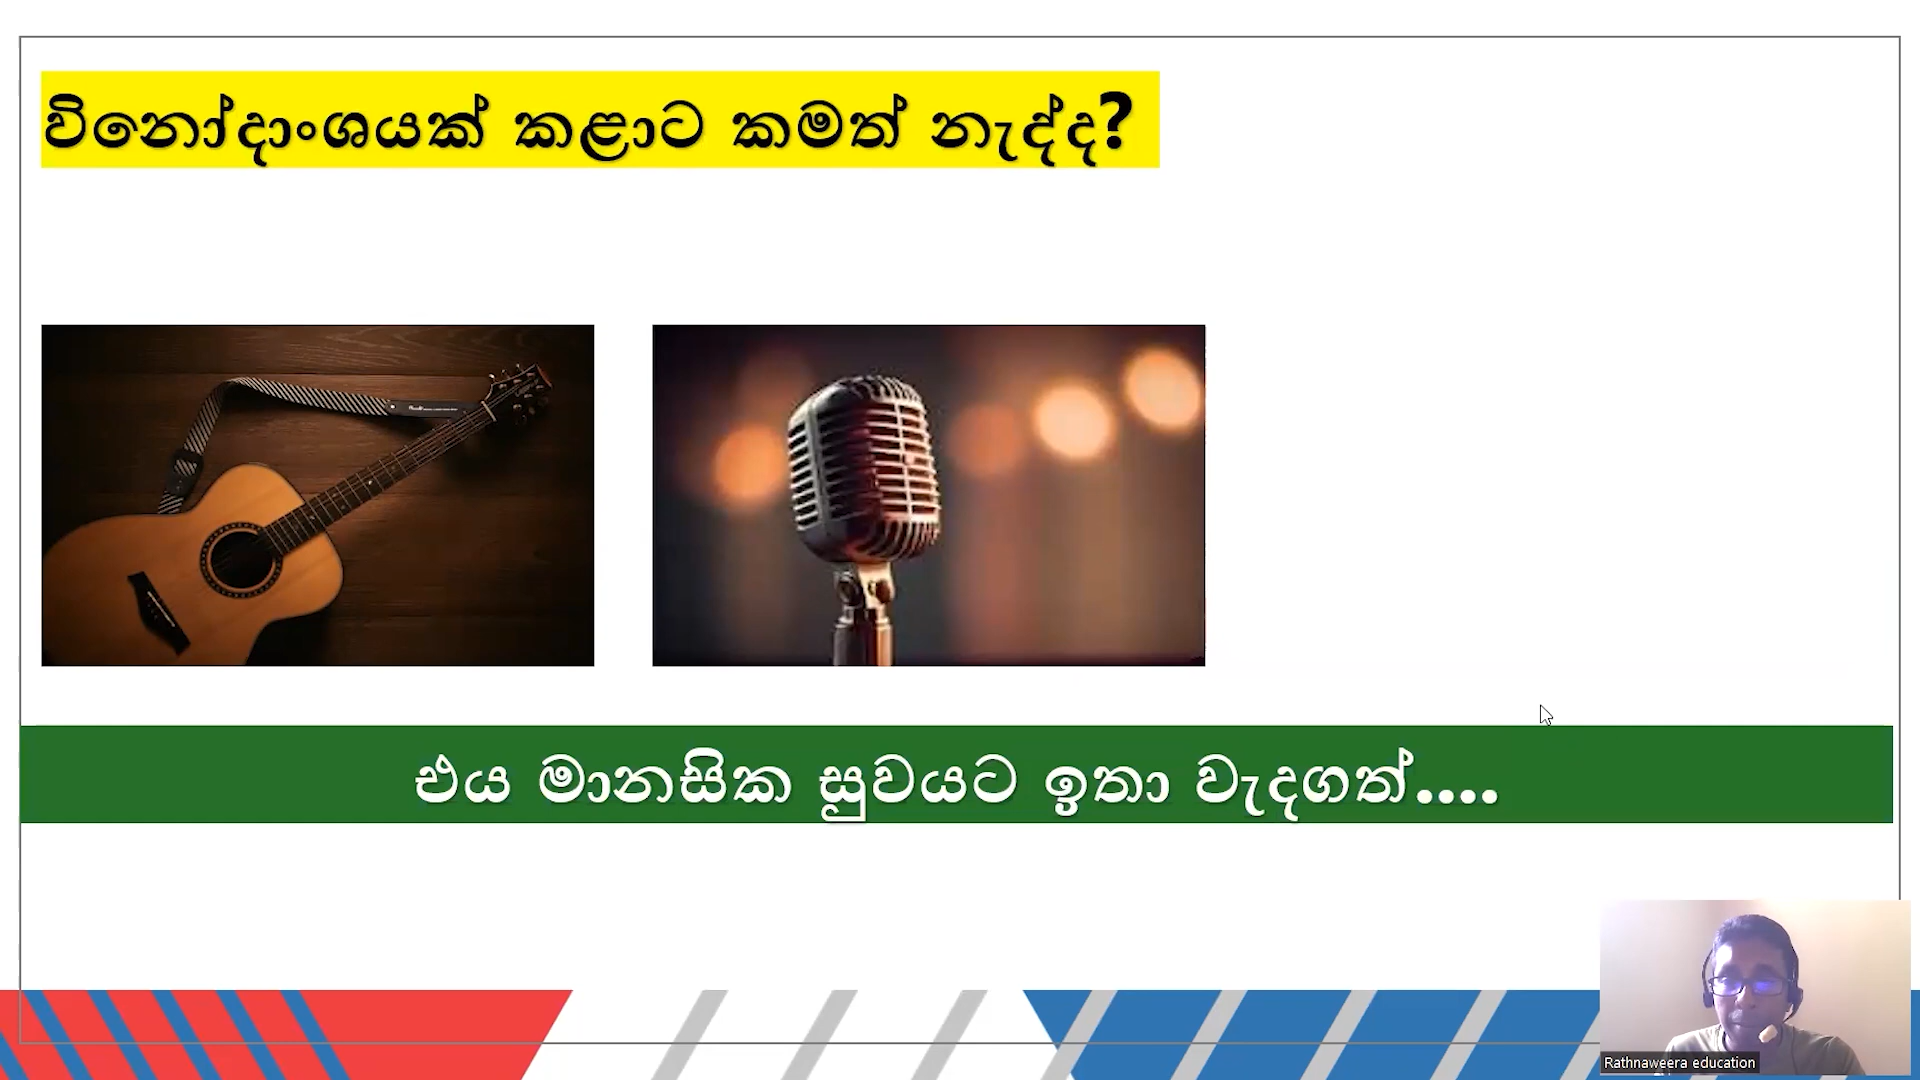 විනෝදාංශයක් කළාට කමත් නැද්ද?
එය මානසික සුවයට ඉතා වැදගත්....
Rathnaweera education